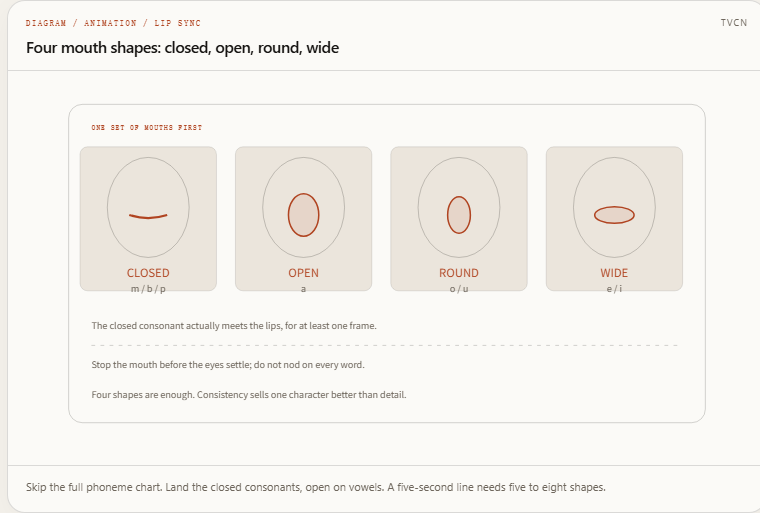 DIAGRAM / ANIMATION / LIP SYNC
TVCN
Four mouth shapes: closed, open, round, wide
ONE SET OF MOUTHS FIRST
CLOSED
m / b / p
OPEN
a
ROUND
o / u
WIDE
e / i
The closed consonant actually meets the lips, for at least one frame.
Stop the mouth before the eyes settle; do not nod on every word.
Four shapes are enough. Consistency sells one character better than detail.
Skip the full phoneme chart. Land the closed consonants, open on vowels. A five-second line needs five to eight shapes.